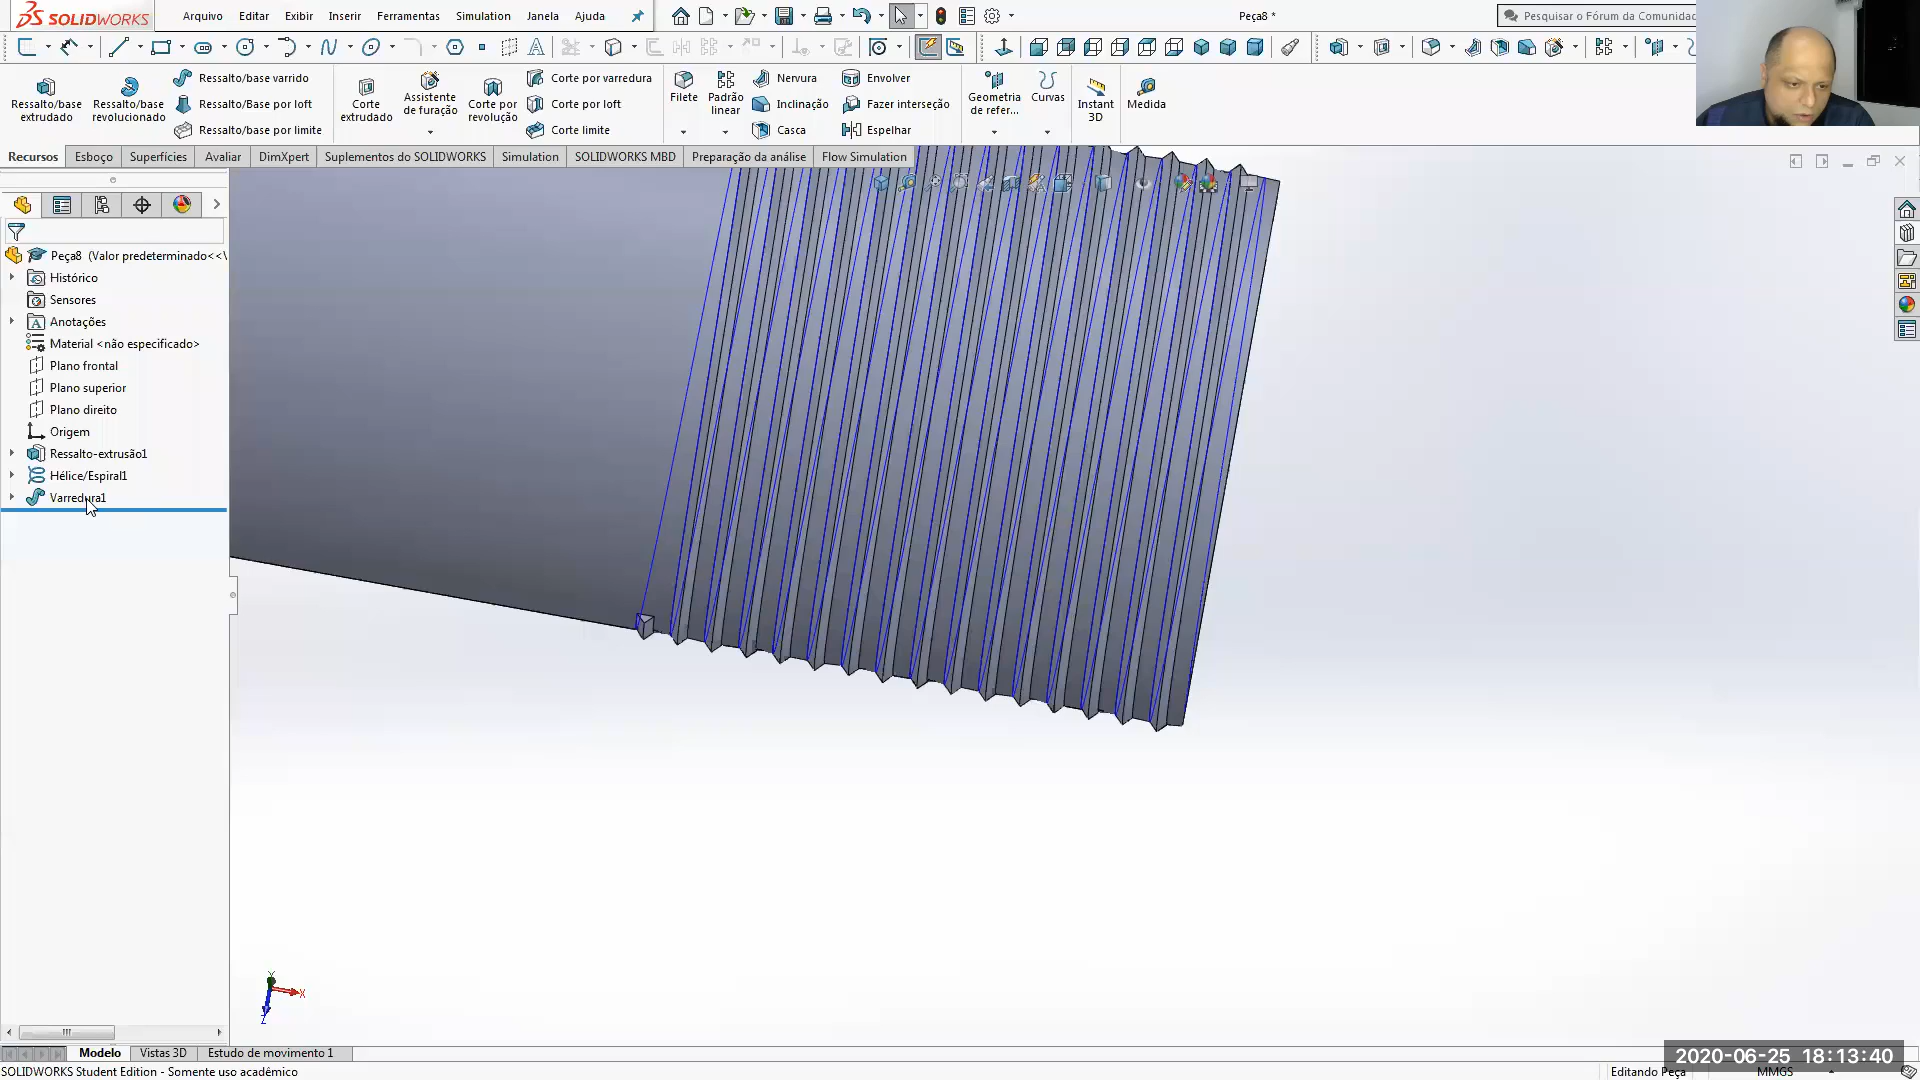 SOLIDWORKS
Arquivo Editar Exibir Inserir Ferramentas Simulation Janela Ajuda
Peça8 *
Pesquisar o Fórum da Comunidac
Ressalto/base extrudado
Ressalto/base revolucionado
Ressalto/base varrido
Ressalto/Base por loft
Ressalto/Base por limite
Corte extrudado
Assistente de furação
Corte por revolução
Corte por varredura
Corte por loft
Corte limite
Filete
Padrão linear
Nervura
Inclinação
Casca
Envolver
Fazer interseção
Espelhar
Geometria de refer...
Curvas
Instant 3D
Medida
Recursos Esboço Superfícies Avaliar DimXpert Suplementos do SOLIDWORKS Simulation SOLIDWORKS MBD Preparação da análise Flow Simulation
Peça8 (Valor predeterminado<<\
Histórico
Sensores
Anotações
Material <não especificado>
Plano frontal
Plano superior
Plano direito
Origem
Ressalto-extrusão1
Hélice/Espiral1
Varredura1
Y
X
Z
Modelo Vistas 3D Estudo de movimento 1
2020-06-25 18:13:40
SOLIDWORKS Student Edition - Somente uso acadêmico
Editando Peça
MMGS